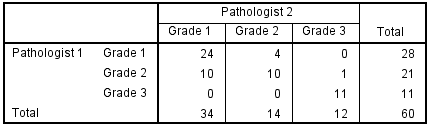 Pathologist 2
Grade 1 Grade 2 Grade 3 Total
Pathologist 1 Grade 1 24 4 0 28
Grade 2 10 10 1 21
Grade 3 0 0 11 11
Total 34 14 12 60